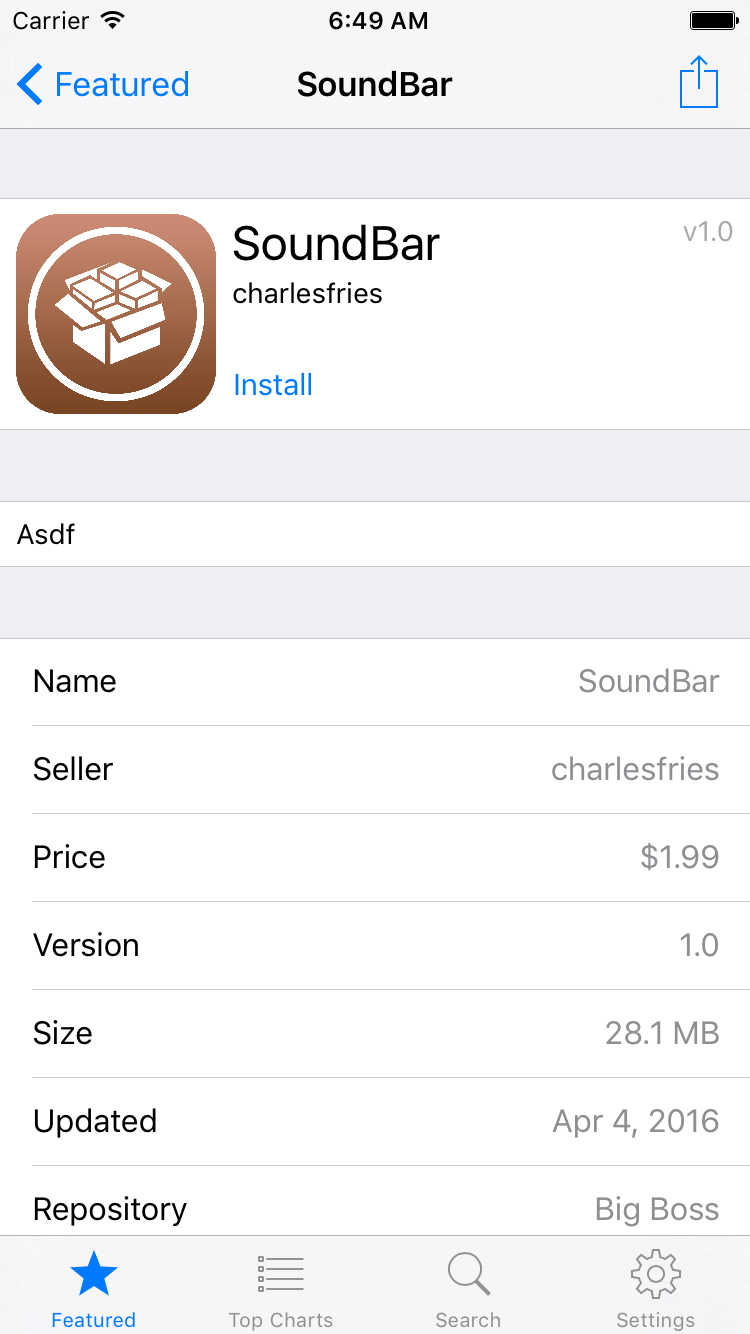 Carrier 6:49 AM
Featured SoundBar
SoundBar v1.0
charlesfries
Install
Asdf
Name SoundBar
Seller charlesfries
Price $1.99
Version 1.0
Size 28.1 MB
Updated Apr 4, 2016
Repository Big Boss
Featured Top Charts Search Settings